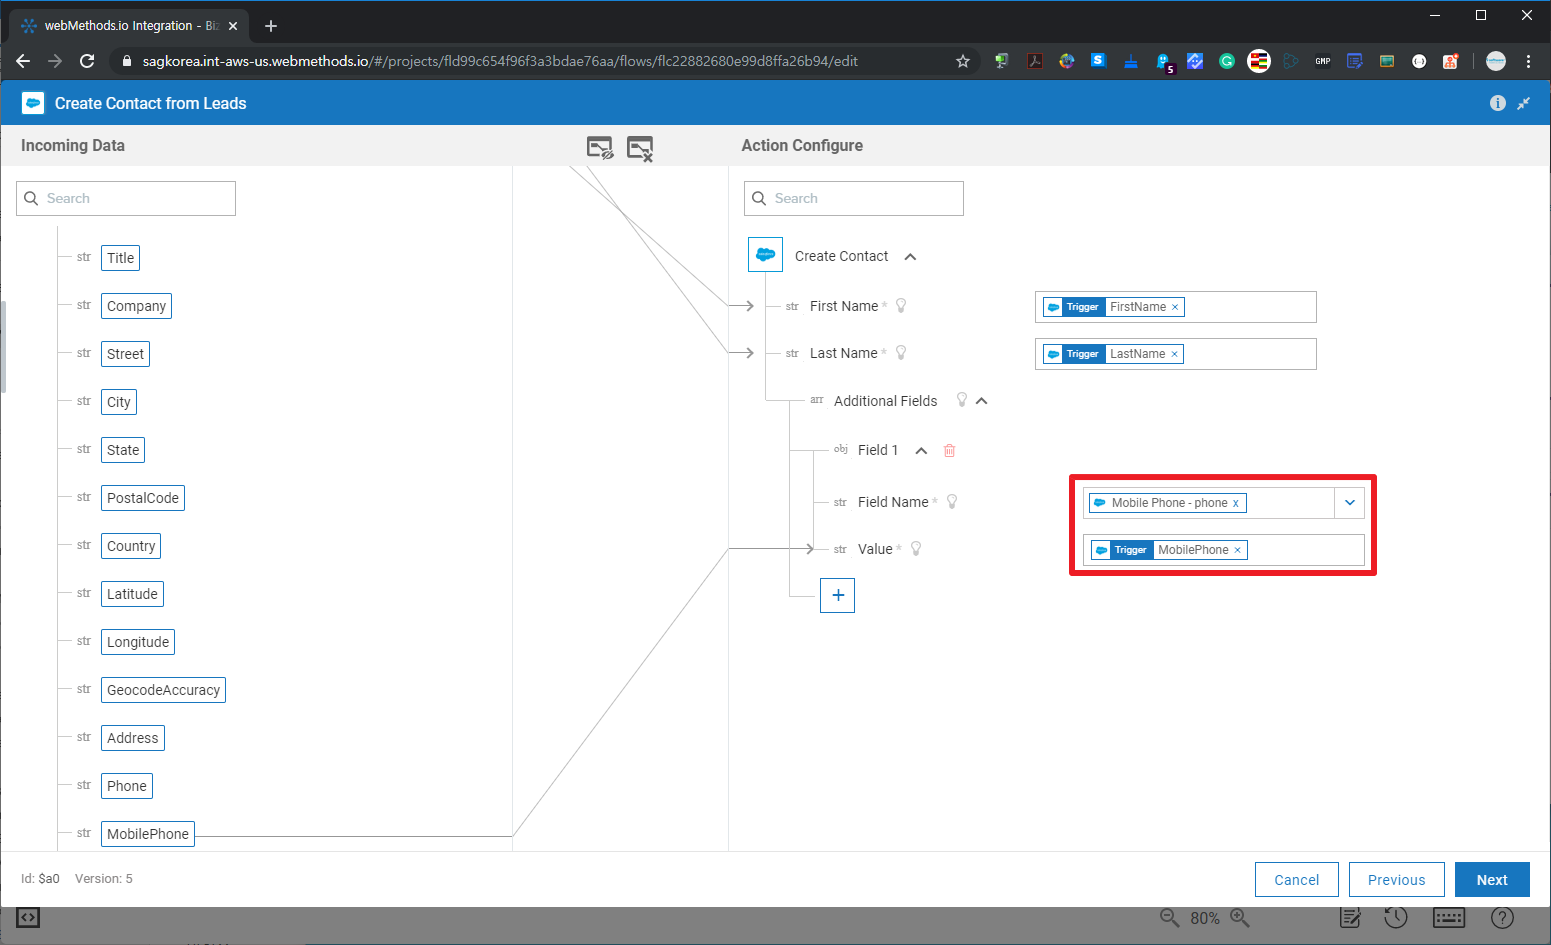 webMethods.io Integration - Biz
sagkorea.int-aws-us.webmethods.io/#/projects/fld99c654f96f3a3bdae76aa/flows/flc22882680e99d8ffa26b94/edit
S
5
G
GMP
Create Contact from Leads
Incoming Data
Action Configure
Search
Search
str Title
str Company
str Street
str City
str State
str PostalCode
str Country
str Latitude
str Longitude
str GeocodeAccuracy
str Address
str Phone
str MobilePhone
Create Contact
str First Name *
Trigger FirstName ×
str Last Name *
Trigger LastName ×
arr Additional Fields
obj Field 1
str Field Name *
Mobile Phone - phone x
str Value *
Trigger MobilePhone ×
+
Id: $a0 Version: 5
Cancel Previous Next
80%